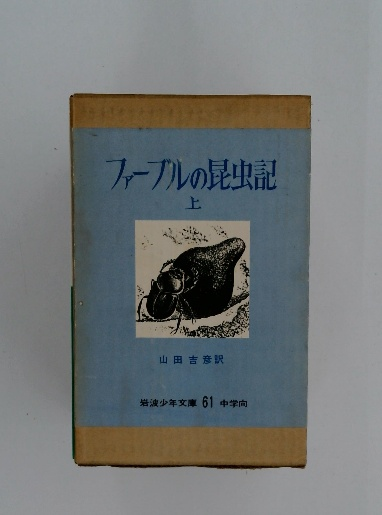 ファーブルの昆虫記
上
山田吉彦訳
岩波少年文庫 61 中学向